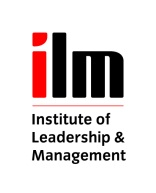 ilm
Institute of
Leadership &
Management